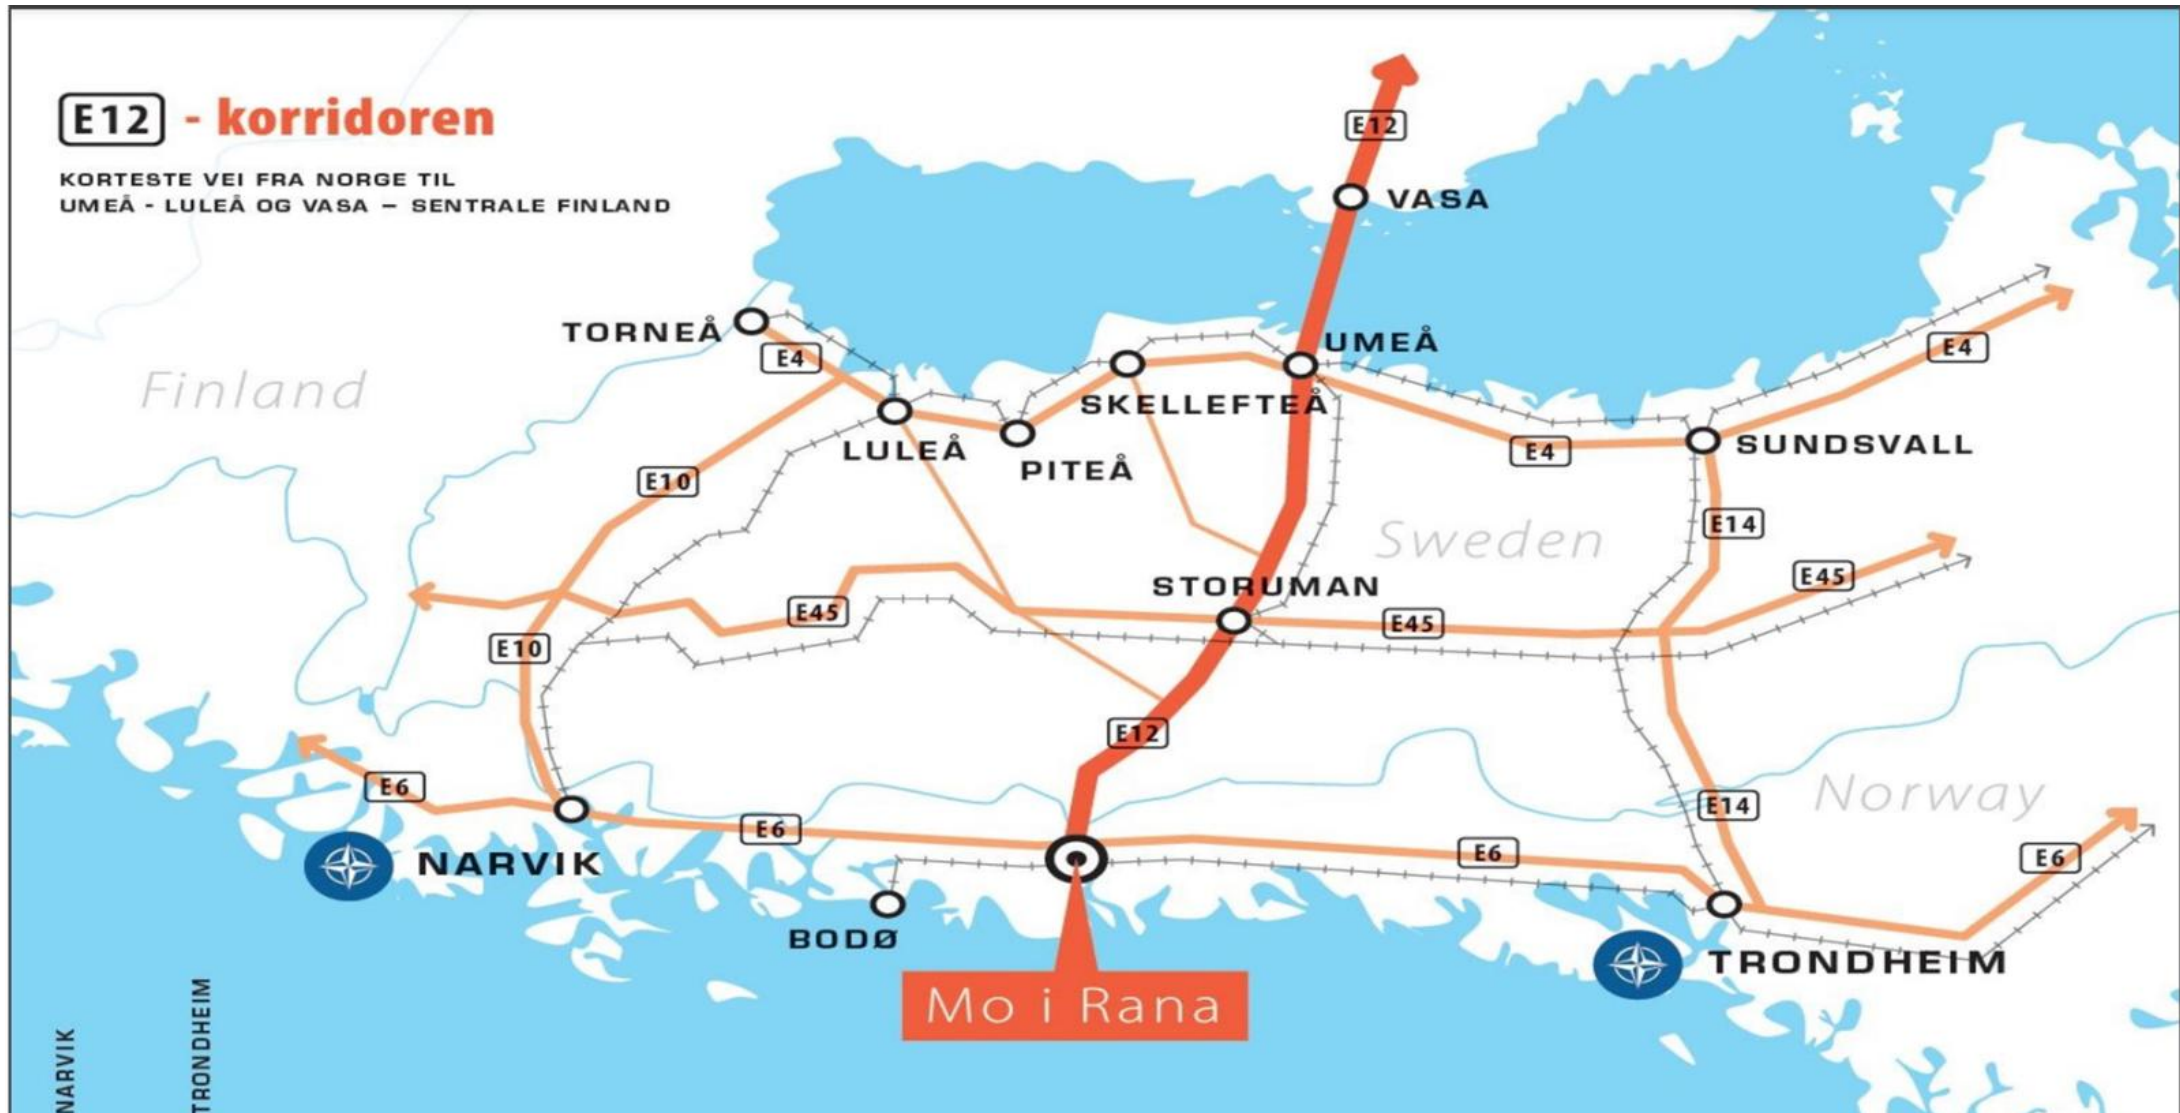 E12 - korridoren
KORTESTE VEI FRA NORGE TIL
UMEÅ - LULEÅ OG VASA – SENTRALE FINLAND
E12
VASA
TORNEÅ
E4
UMEÅ
E4
Finland
SKELLEFTEÅ
LULEÅ
PITEÅ
E4
SUNDSVALL
E10
E14
Sweden
STORUMAN
E45
E45
E45
E10
E12
E6
Norway
E14
E6
E6
E6
NARVIK
BODØ
TRONDHEIM
Mo i Rana
NARVIK
TRONDHEIM